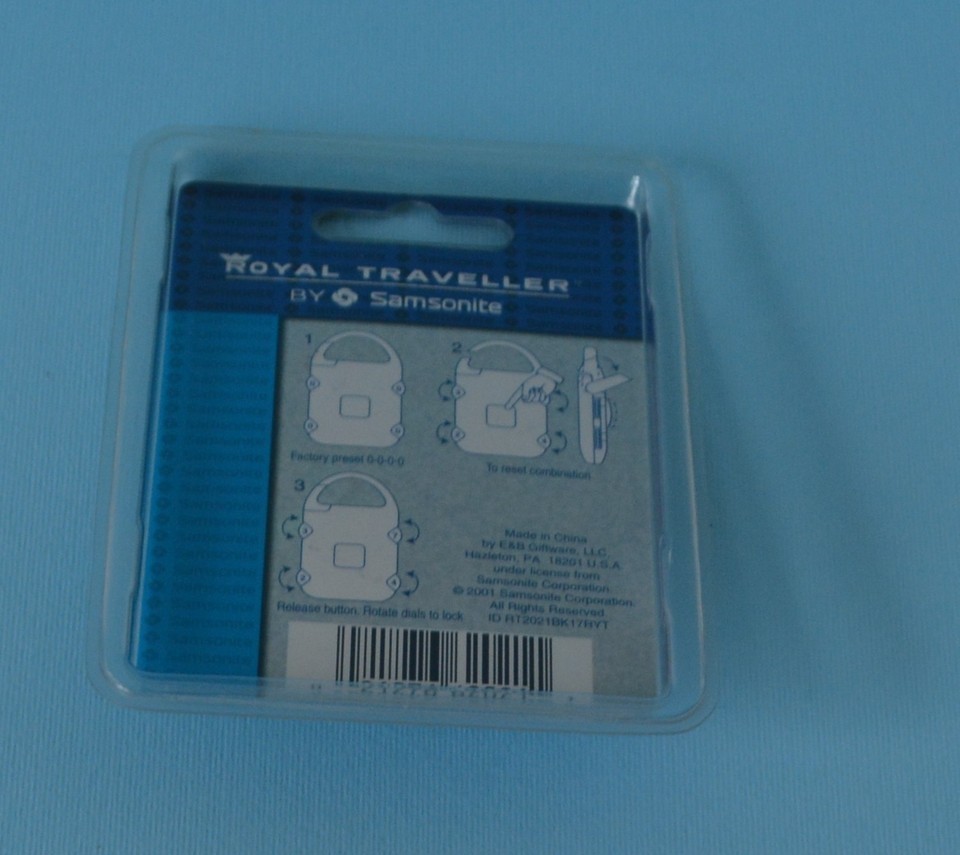 ROYAL TRAVELLER
BY Samsonite
1
2
Factory preset 0-0-0-0
To reset combination
3
Release button. Rotate dials to lock
Made in China
by E&B Giftware, LLC,
Hazleton, PA. 18201 U.S.A.
under license from
Samsonite Corporation.
© 2001 Samsonite Corporation.
All Rights Reserved.
ID RT2021BK17RYT